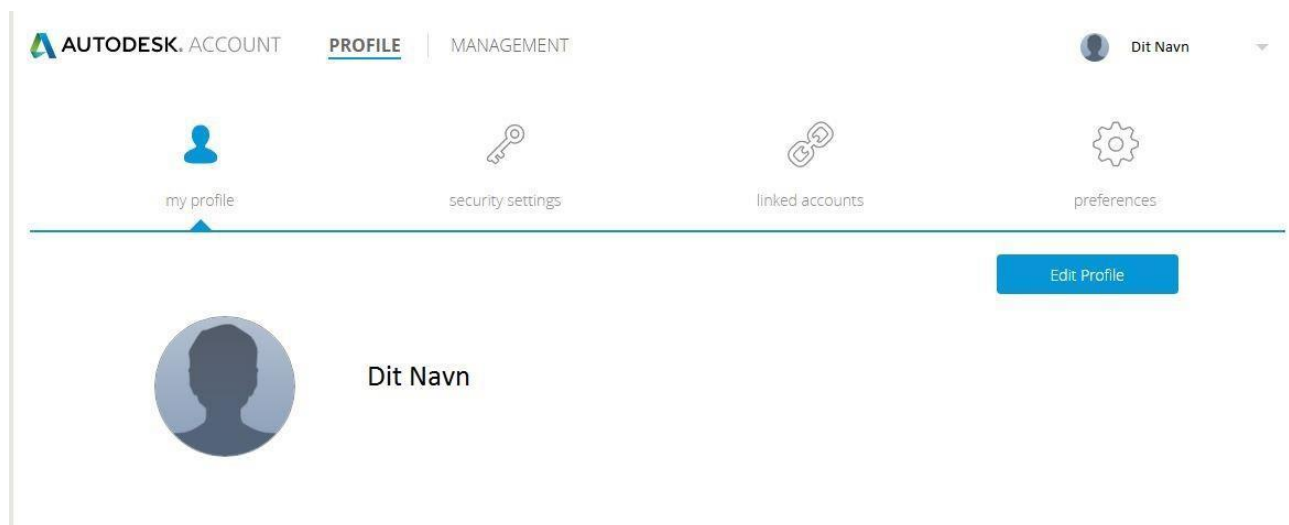 AUTODESK. ACCOUNT PROFILE MANAGEMENT Dit Navn
my profile security settings linked accounts preferences
Edit Profile
Dit Navn